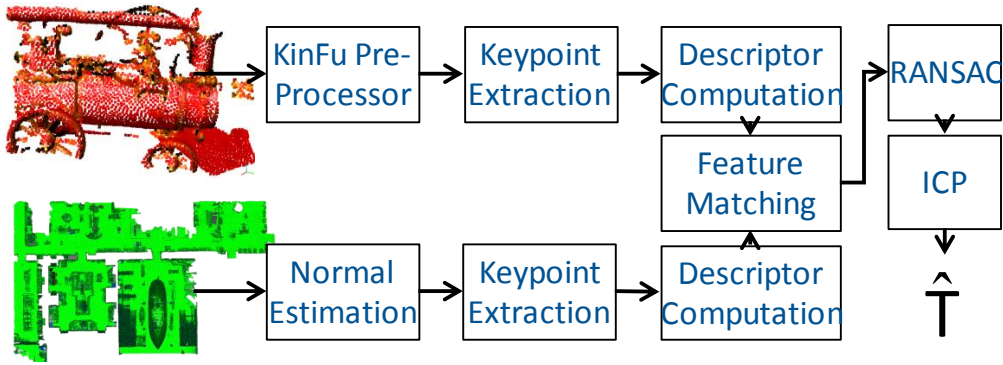 KinFu Pre-
Processor
Keypoint
Extraction
Descriptor
Computation
RANSAC
Feature
Matching
ICP
Normal
Estimation
Keypoint
Extraction
Descriptor
Computation
T̂